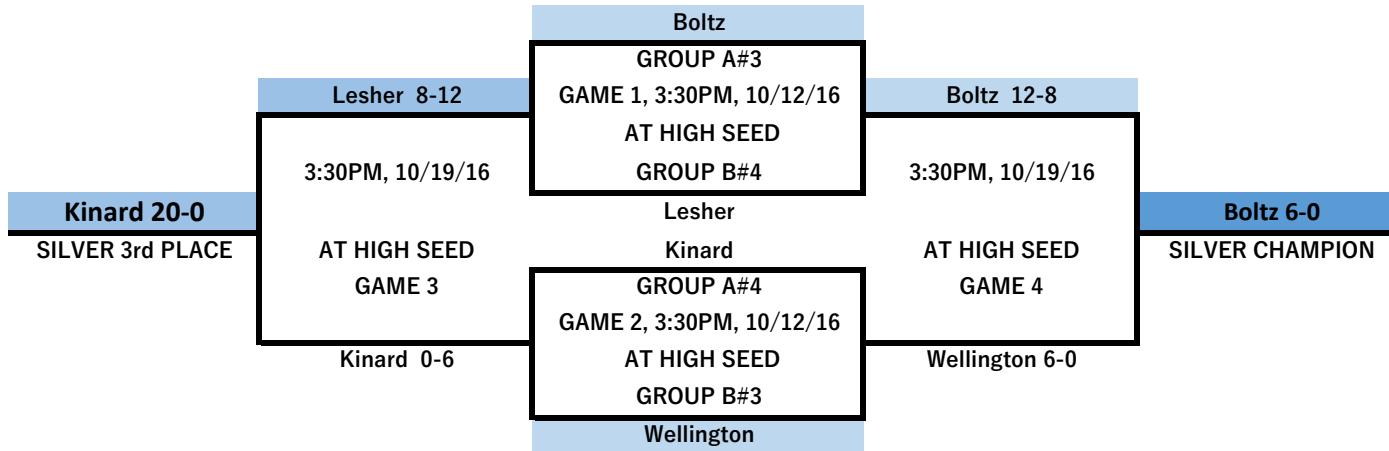 Boltz
GROUP A#3
Lesher  8-12
GAME 1, 3:30PM, 10/12/16
Boltz  12-8
AT HIGH SEED
3:30PM, 10/19/16
GROUP B#4
3:30PM, 10/19/16
Kinard 20-0
Lesher
Boltz 6-0
SILVER 3rd PLACE
AT HIGH SEED
Kinard
AT HIGH SEED
SILVER CHAMPION
GAME 3
GROUP A#4
GAME 4
GAME 2, 3:30PM, 10/12/16
Kinard  0-6
AT HIGH SEED
Wellington 6-0
GROUP B#3
Wellington